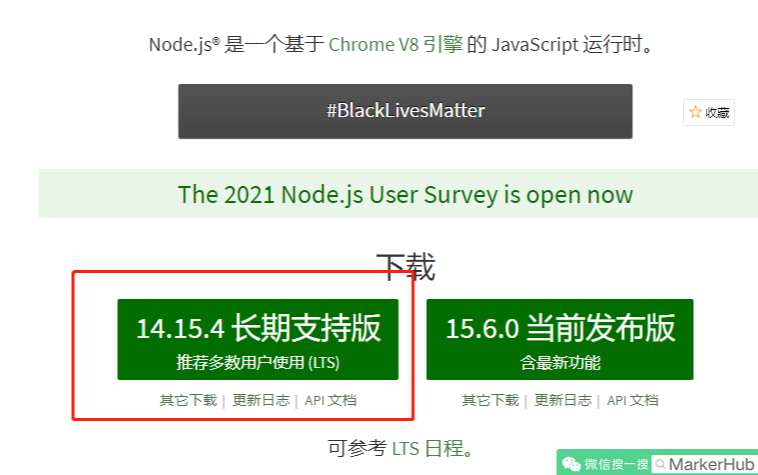 Node.js® 是一个基于 Chrome V8 引擎 的 JavaScript 运行时。
#BlackLivesMatter
收藏
The 2021 Node.js User Survey is open now
下载
14.15.4 长期支持版
推荐多数用户使用 (LTS)
其它下载 | 更新日志 | API 文档
15.6.0 当前发布版
含最新功能
其它下载 | 更新日志 | API 文档
可参考 LTS 日程。
微信搜一搜 MarkerHub